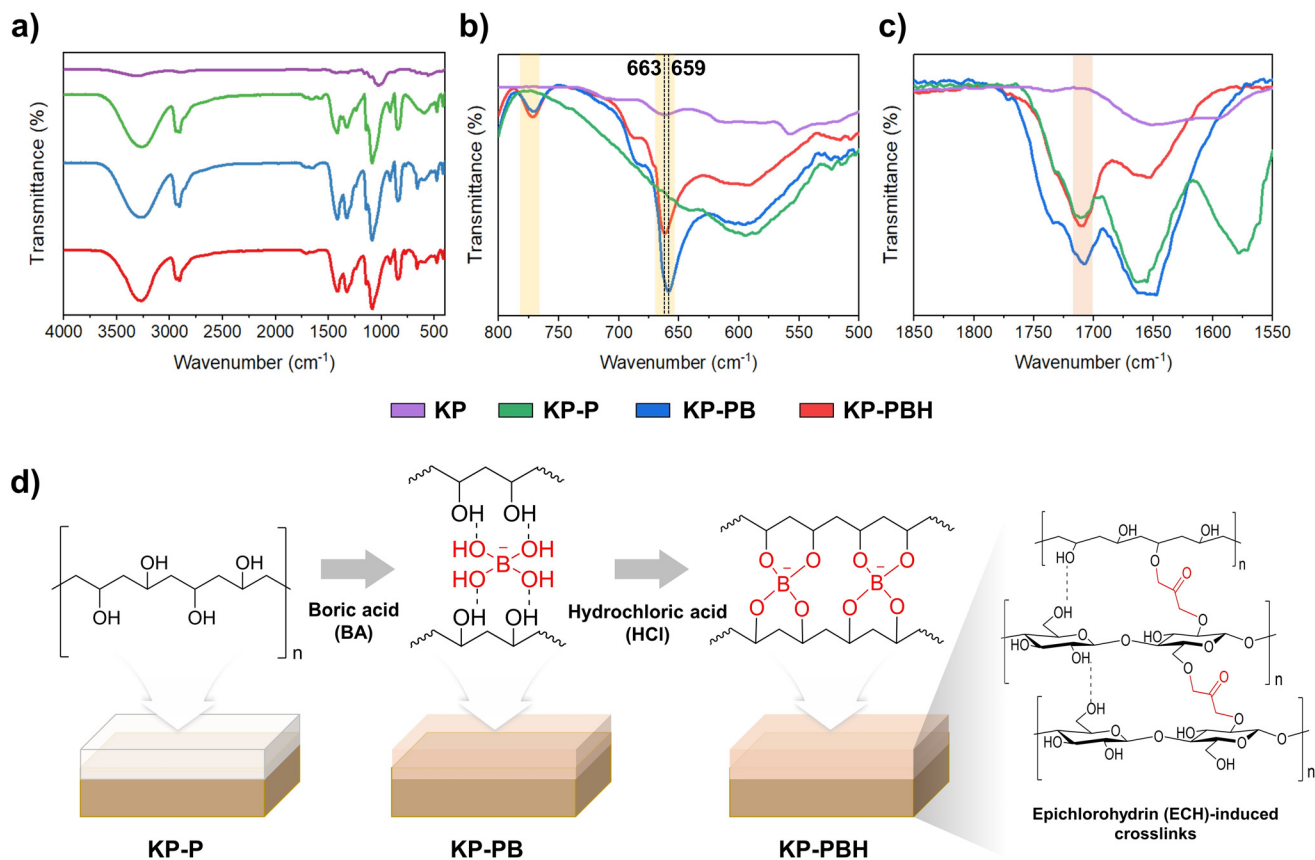 a)
b)
c)
663 659
Transmittance (%)
Transmittance (%)
Transmittance (%)
4000 3500 3000 2500 2000 1500 1000 500
800 750 700 650 600 550 500
1850 1800 1750 1700 1650 1600 1550
Wavenumber (cm⁻¹)
Wavenumber (cm⁻¹)
Wavenumber (cm⁻¹)
KP KP-P KP-PB KP-PBH
d)
OH OH
OH OH
n
Boric acid
(BA)
OH OH
HO OH
B⁻
HO OH
OH OH
Hydrochloric acid
(HCl)
O O O O
B⁻ B⁻
O O O O
OH OH OH
HO O n
O
OH O
HO O HO O O
OH OH O n
O
O
OH O
HO O HO O O
OH OH OH n
Epichlorohydrin (ECH)-induced
crosslinks
KP-P
KP-PB
KP-PBH